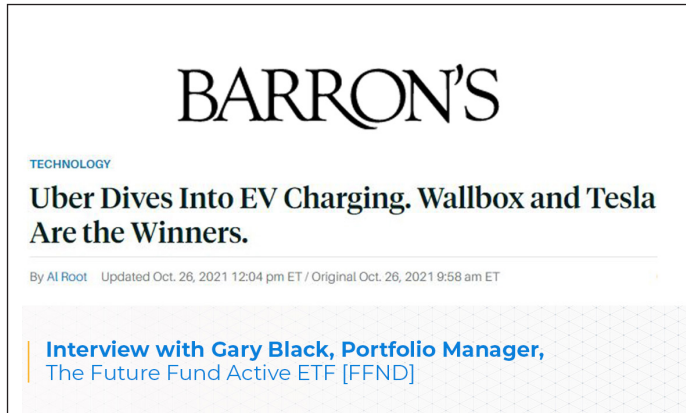 BARRON'S
TECHNOLOGY
Uber Dives Into EV Charging. Wallbox and Tesla
Are the Winners.
By Al Root Updated Oct. 26, 2021 12:04 pm ET / Original Oct. 26, 2021 9:58 am ET
Interview with Gary Black, Portfolio Manager,
The Future Fund Active ETF [FFND]